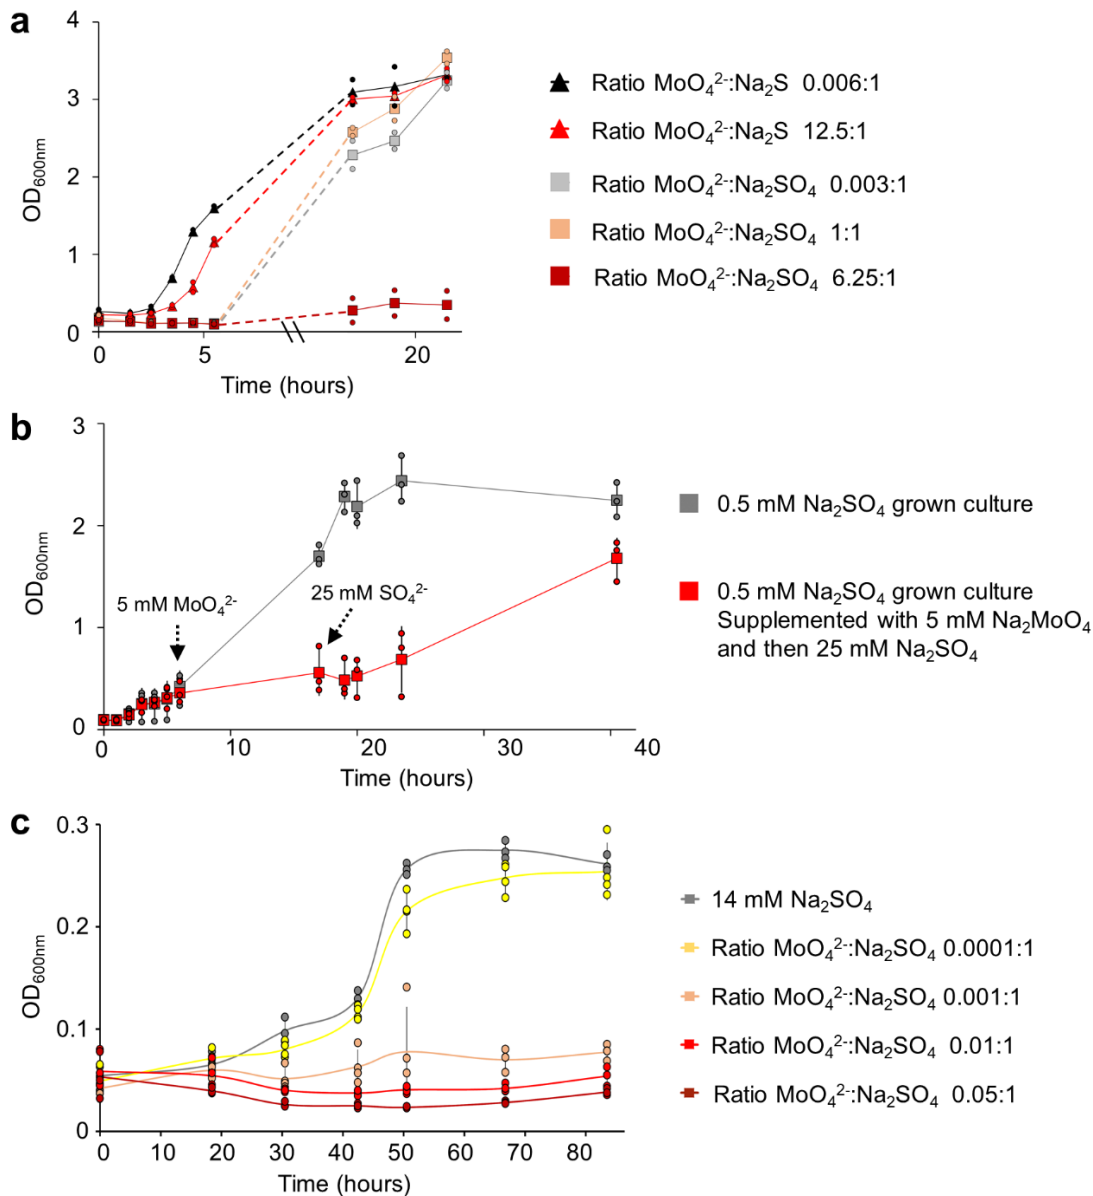 a
4
3
2
1
0
OD₆₀₀nm
0 5 20
Time (hours)
Ratio MoO₄²⁻:Na₂S 0.006:1
Ratio MoO₄²⁻:Na₂S 12.5:1
Ratio MoO₄²⁻:Na₂SO₄ 0.003:1
Ratio MoO₄²⁻:Na₂SO₄ 1:1
Ratio MoO₄²⁻:Na₂SO₄ 6.25:1
b
3
2
1
0
OD₆₀₀nm
5 mM MoO₄²⁻
25 mM SO₄²⁻
0 10 20 30 40
Time (hours)
0.5 mM Na₂SO₄ grown culture
0.5 mM Na₂SO₄ grown culture
Supplemented with 5 mM Na₂MoO₄
and then 25 mM Na₂SO₄
c
0.3
0.2
0.1
0
OD₆₀₀nm
0 10 20 30 40 50 60 70 80
Time (hours)
14 mM Na₂SO₄
Ratio MoO₄²⁻:Na₂SO₄ 0.0001:1
Ratio MoO₄²⁻:Na₂SO₄ 0.001:1
Ratio MoO₄²⁻:Na₂SO₄ 0.01:1
Ratio MoO₄²⁻:Na₂SO₄ 0.05:1